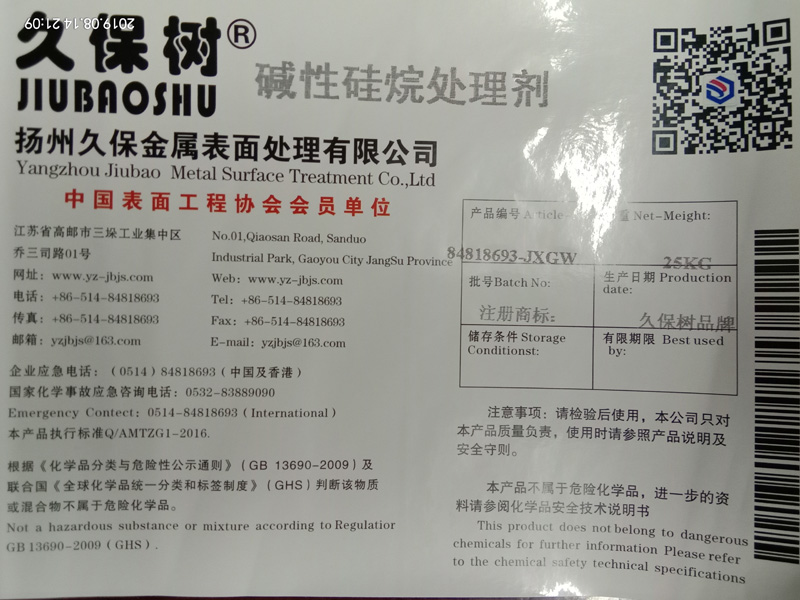 2019.08.14 21:09
久保树®
JIUBAOSHU
碱性硅烷处理剂
扬州久保金属表面处理有限公司
Yangzhou Jiubao Metal Surface Treatment Co.,Ltd
中国表面工程协会会员单位
江苏省高邮市三垛工业集中区
乔三司路01号
网址：www.yz-jbjs.com
电话：+86-514-84818693
传真：+86-514-84818693
邮箱：yzjbjs@163.com
No.01,Qiaosan Road, Sanduo
Industrial Park, Gaoyou City JangSu Province
Web：www.yz-jbjs.com
Tel：+86-514-84818693
Fax：+86-514-84818693
E-mail：yzjbjs@163.com
企业应急电话：（0514）84818693（中国及香港）
国家化学事故应急咨询电话：0532-83889090
Emergency Contect：0514-84818693（International）
本产品执行标准Q/AMTZG1-2016.
根据《化学品分类与危险性公示通则》（GB 13690-2009）及
联合国《全球化学品统一分类和标签制度》（GHS）判断该物质
或混合物不属于危险化学品。
Not a hazardous substance or mixture according to Regulatior
GB 13690-2009（GHS）.
产品编号 Article
84818693-JXGW
量 Net-Meight:
25KG
批号Batch No:
注册商标:
生产日期 Production
date:
久保树品牌
储存条件 Storage
Conditionst:
有限期限 Best used
by:
注意事项：请检验后使用，本公司只对
本产品质量负责，使用时请参照产品说明及
安全守则。
本产品不属于危险化学品，进一步的资
料请参阅化学品安全技术说明书
This product does not belong to dangerous
chemicals for further information Please refer
to the chemical safety technical specifications